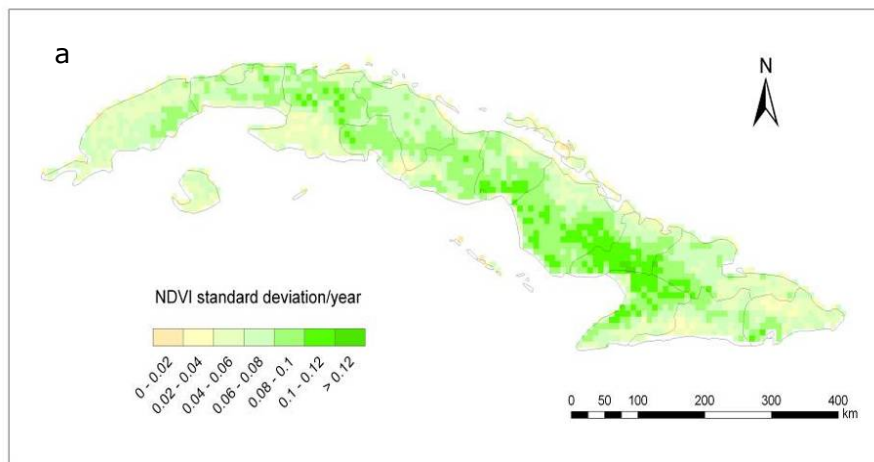 a
N
NDVI standard deviation/year
0 - 0.02
0.02 - 0.04
0.04 - 0.06
0.06 - 0.08
0.08 - 0.1
0.1 - 0.12
> 0.12
0 100 200 300 400
km